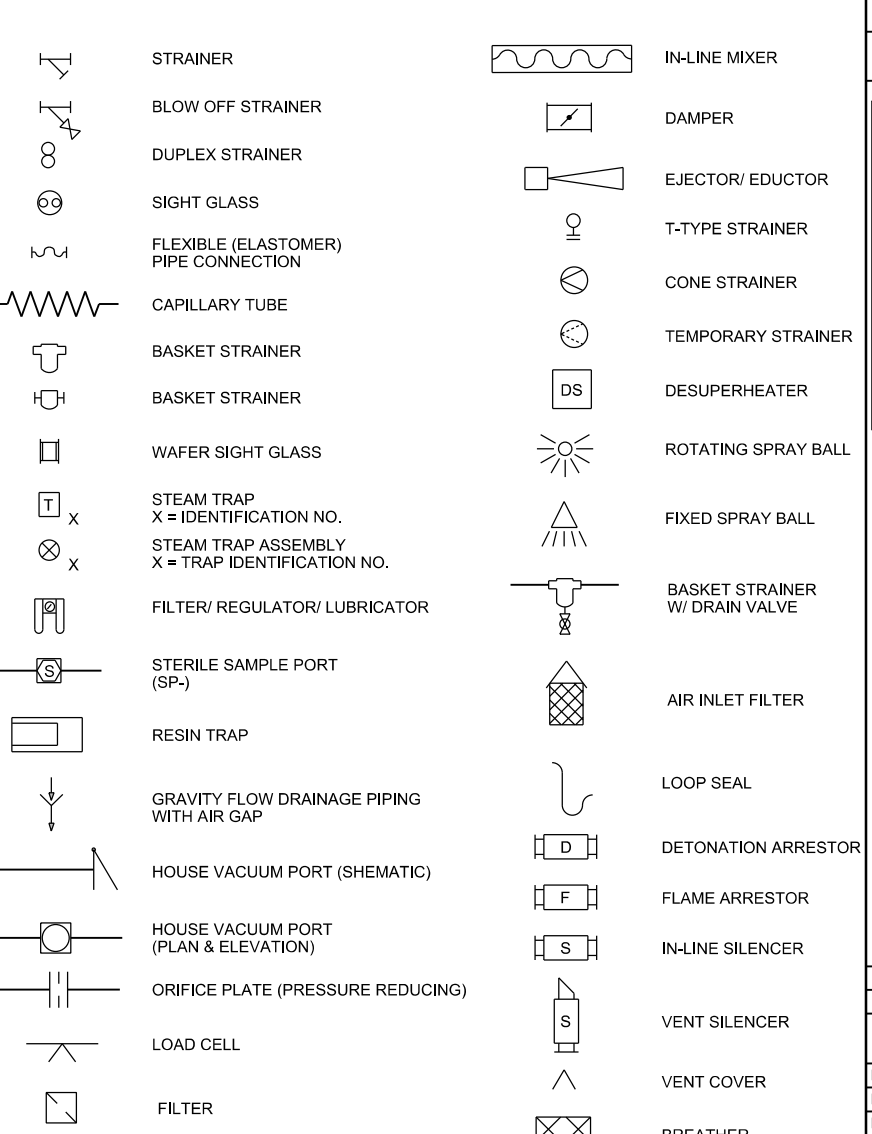 STRAINER
BLOW OFF STRAINER
DUPLEX STRAINER
SIGHT GLASS
FLEXIBLE (ELASTOMER)
PIPE CONNECTION
CAPILLARY TUBE
BASKET STRAINER
BASKET STRAINER
WAFER SIGHT GLASS
T
X
STEAM TRAP
X = IDENTIFICATION NO.
X
STEAM TRAP ASSEMBLY
X = TRAP IDENTIFICATION NO.
FILTER/ REGULATOR/ LUBRICATOR
S
STERILE SAMPLE PORT
(SP-)
RESIN TRAP
GRAVITY FLOW DRAINAGE PIPING
WITH AIR GAP
HOUSE VACUUM PORT (SHEMATIC)
HOUSE VACUUM PORT
(PLAN & ELEVATION)
ORIFICE PLATE (PRESSURE REDUCING)
LOAD CELL
FILTER
IN-LINE MIXER
DAMPER
EJECTOR/ EDUCTOR
T-TYPE STRAINER
CONE STRAINER
TEMPORARY STRAINER
DS
DESUPERHEATER
ROTATING SPRAY BALL
FIXED SPRAY BALL
BASKET STRAINER
W/ DRAIN VALVE
AIR INLET FILTER
LOOP SEAL
D
DETONATION ARRESTOR
F
FLAME ARRESTOR
S
IN-LINE SILENCER
S
VENT SILENCER
VENT COVER
BREATHER